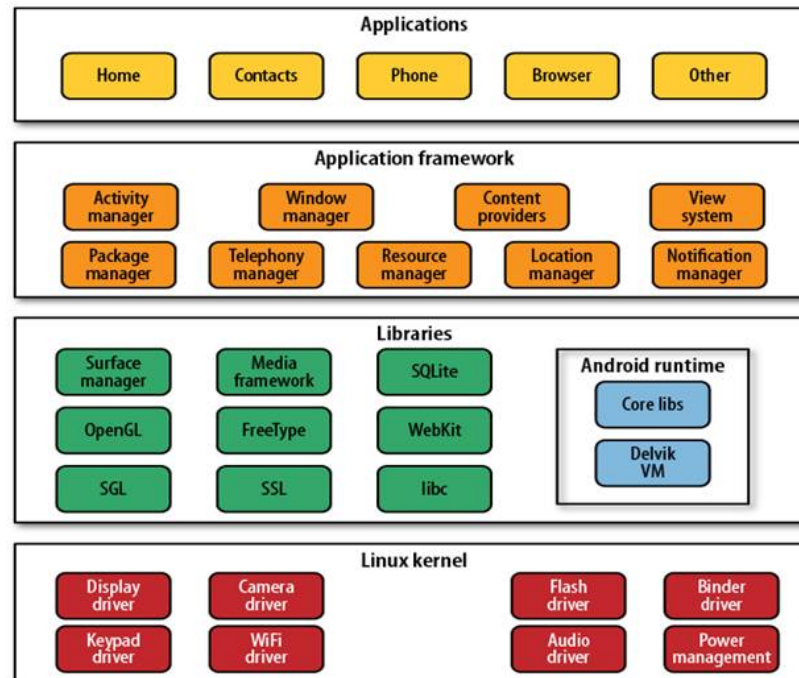 Applications
Home
Contacts
Phone
Browser
Other
Application framework
Activity
manager
Window
manager
Content
providers
View
system
Package
manager
Telephony
manager
Resource
manager
Location
manager
Notification
manager
Libraries
Surface
manager
Media
framework
SQLite
OpenGL
FreeType
WebKit
SGL
SSL
libc
Android runtime
Core libs
Delvik
VM
Linux kernel
Display
driver
Camera
driver
Flash
driver
Binder
driver
Keypad
driver
WiFi
driver
Audio
driver
Power
management